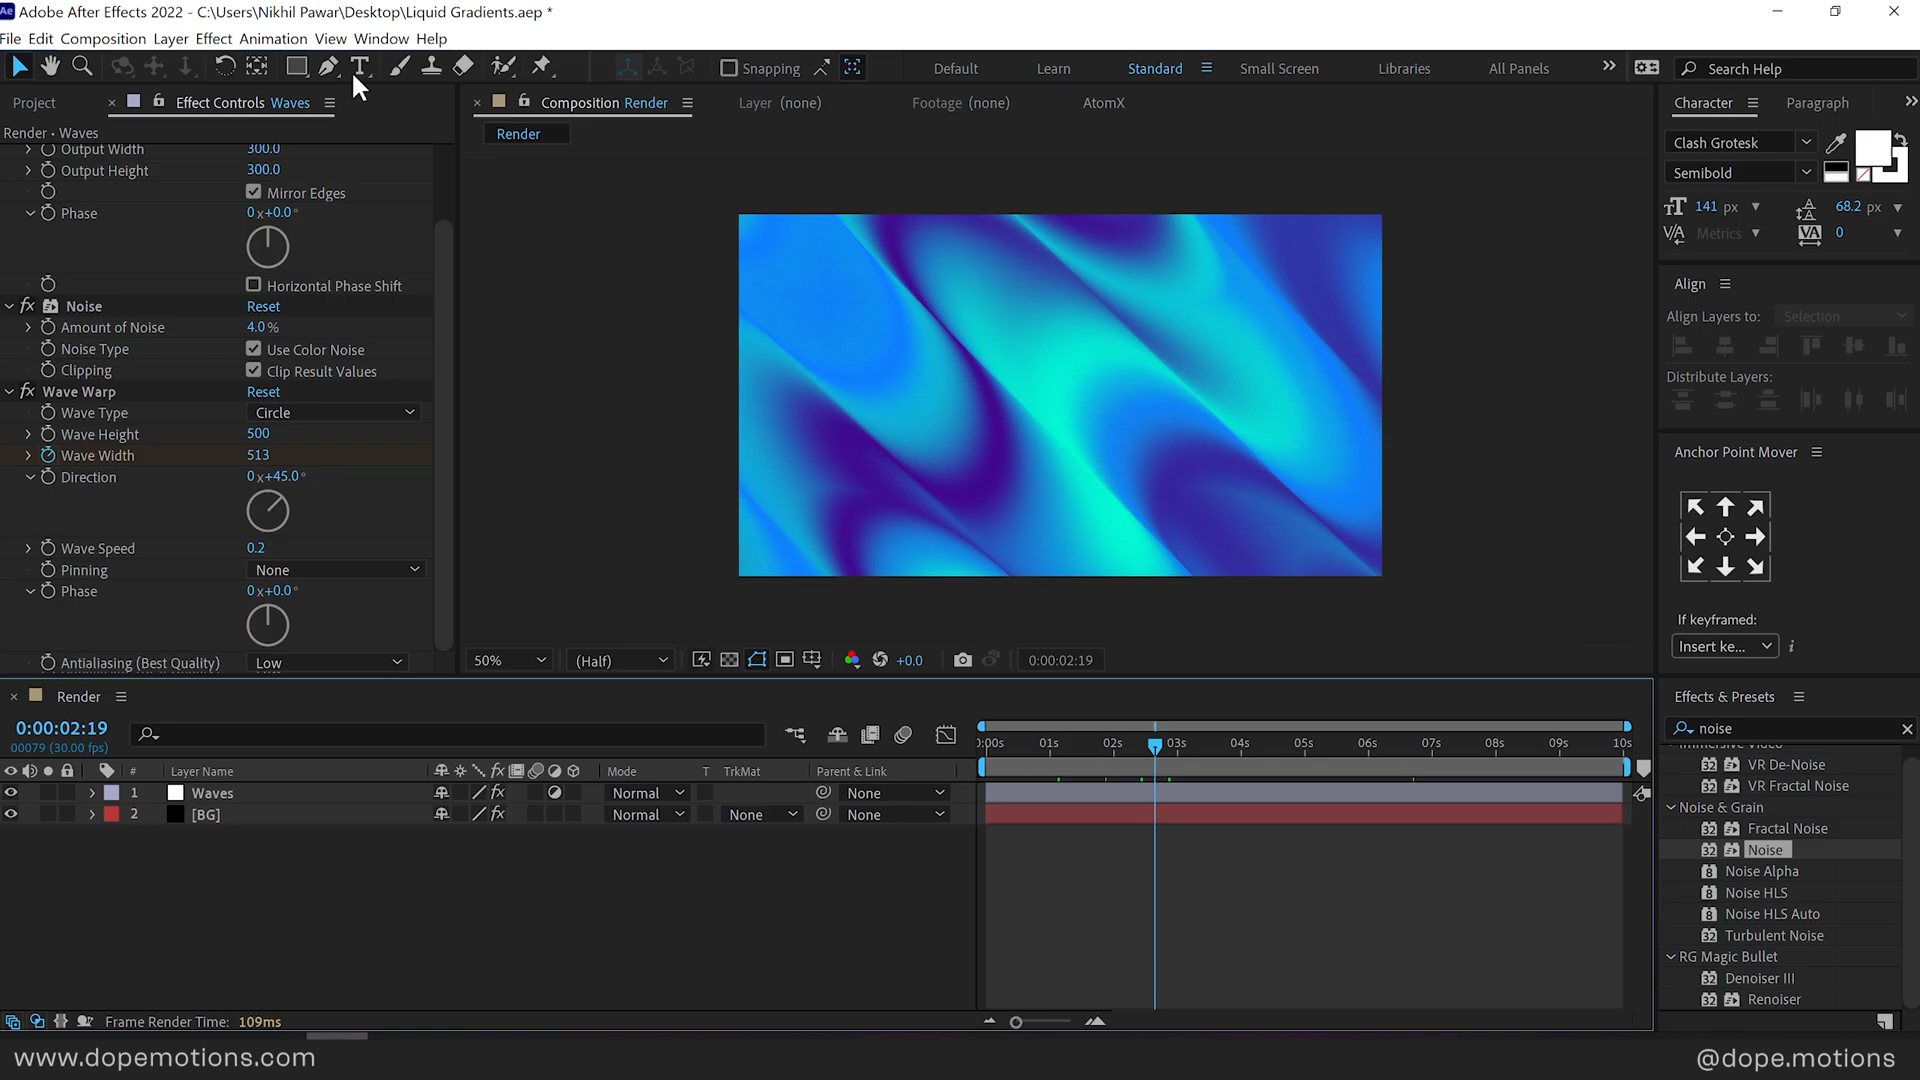 Adobe After Effects 2022 - C:\Users\Nikhil Pawar\Desktop\Liquid Gradients.aep *
File Edit Composition Layer Effect Animation View Window Help
Snapping
Default Learn Standard Small Screen Libraries All Panels
Search Help
Project Effect Controls Waves
Render • Waves
Output Width 300.0
Output Height 300.0
Mirror Edges
Phase 0x+0.0°
Horizontal Phase Shift
fx Noise Reset
Amount of Noise 4.0%
Noise Type Use Color Noise
Clipping Clip Result Values
fx Wave Warp Reset
Wave Type Circle
Wave Height 500
Wave Width 513
Direction 0x+45.0°
Wave Speed 0.2
Pinning None
Phase 0x+0.0°
Antialiasing (Best Quality) Low
Composition Render Layer (none) Footage (none) AtomX
Render
50% (Half) +0.0 0:00:02:19
Character Paragraph
Clash Grotesk
Semibold
141 px 68.2 px
Metrics 0
Align
Align Layers to: Selection
Distribute Layers:
Anchor Point Mover
If keyframed:
Insert ke... i
Render
0:00:02:19
00079 (30.00 fps)
:00s 01s 02s 03s 04s 05s 06s 07s 08s 09s 10s
# Layer Name Mode T TrkMat Parent & Link
1 Waves fx Normal None
2 [BG] fx Normal None None
Frame Render Time: 109ms
Effects & Presets
noise
Immersive Video
VR De-Noise
VR Fractal Noise
Noise & Grain
Fractal Noise
Noise
Noise Alpha
Noise HLS
Noise HLS Auto
Turbulent Noise
RG Magic Bullet
Denoiser III
Renoiser
www.dopemotions.com @dope.motions